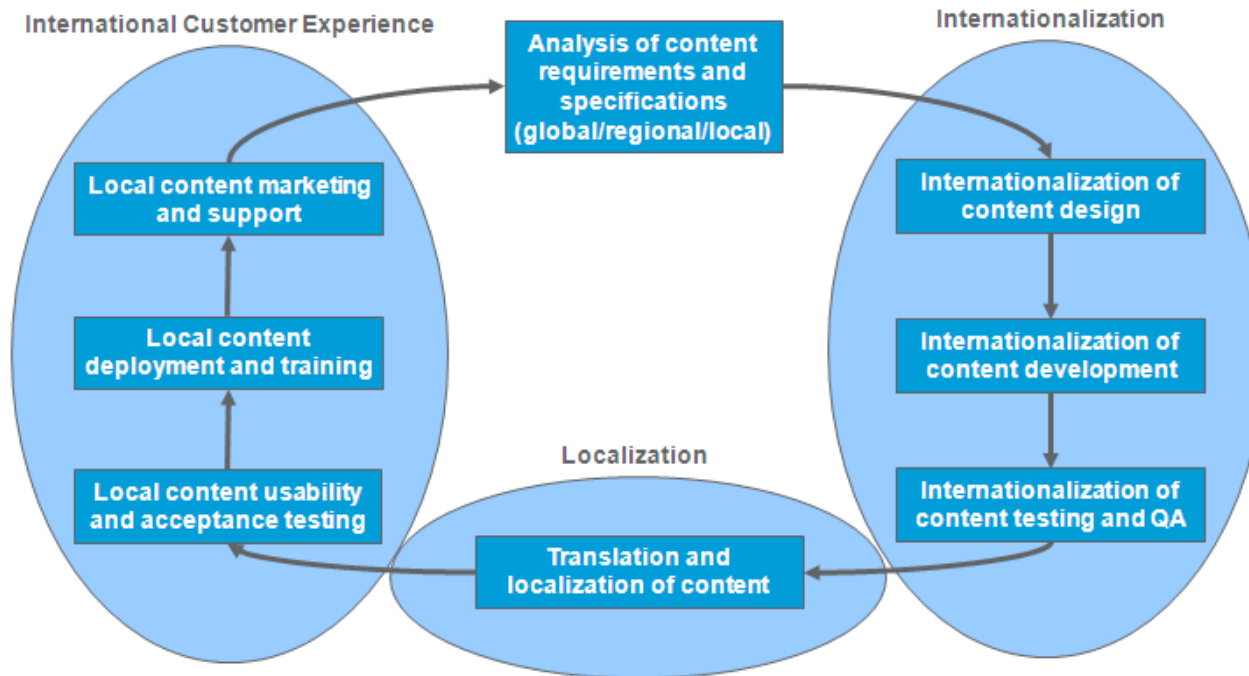 International Customer Experience
Analysis of content
requirements and
specifications
(global/regional/local)
Internationalization
Internationalization of
content design
Internationalization of
content development
Internationalization of
content testing and QA
Localization
Translation and
localization of content
Local content usability
and acceptance testing
Local content
deployment and training
Local content marketing
and support